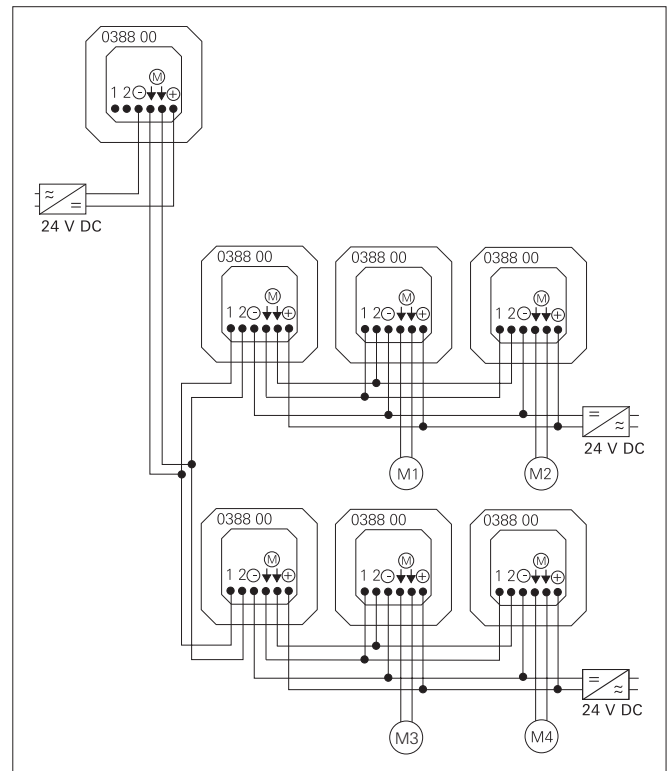 0388 00
M
1 2 - +
24 V DC
0388 00 0388 00 0388 00
M M M
1 2 - + 1 2 - + 1 2 - +
24 V DC
M1 M2
0388 00 0388 00 0388 00
M M M
1 2 - + 1 2 - + 1 2 - +
24 V DC
M3 M4